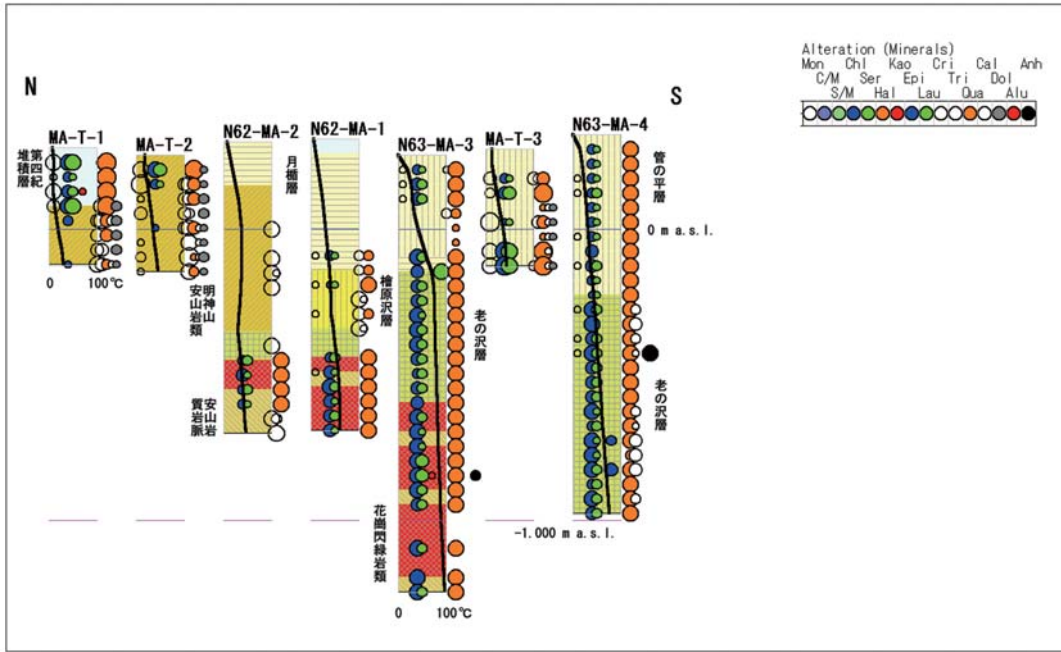 Alteration (Minerals)
Mon Chl Kao Cri Cal Anh
C/M Ser Epi Tri Dol
S/M Hal Lau Qua Alu
N
S
MA-T-1
MA-T-2
N62-MA-2
N62-MA-1
N63-MA-3
MA-T-3
N63-MA-4
第四紀
堆積層
月楯層
管の平層
0 m a.s.l.
0 100℃
明神山
安山岩類
檜原沢層
老の沢層
老の沢層
安山岩
質岩脈
花崗閃緑岩類
-1.000 m a.s.l.
0 100℃